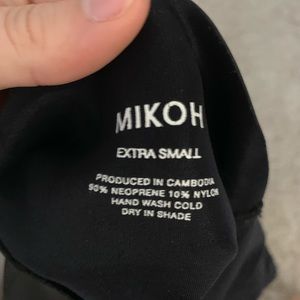 MIKOH
EXTRA SMALL
PRODUCED IN CAMBODIA
90% NEOPRENE 10% NYLON
HAND WASH COLD
DRY IN SHADE